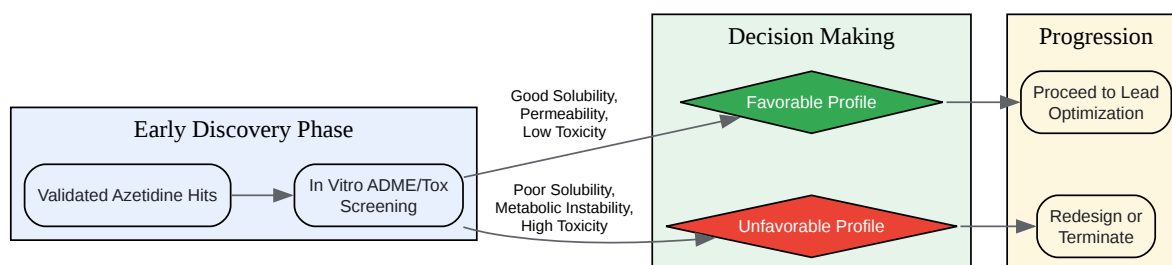 Early Discovery Phase
Validated Azetidine Hits
In Vitro ADME/Tox
Screening
Good Solubility,
Permeability,
Low Toxicity
Poor Solubility,
Metabolic Instability,
High Toxicity
Decision Making
Favorable Profile
Unfavorable Profile
Progression
Proceed to Lead
Optimization
Redesign or
Terminate